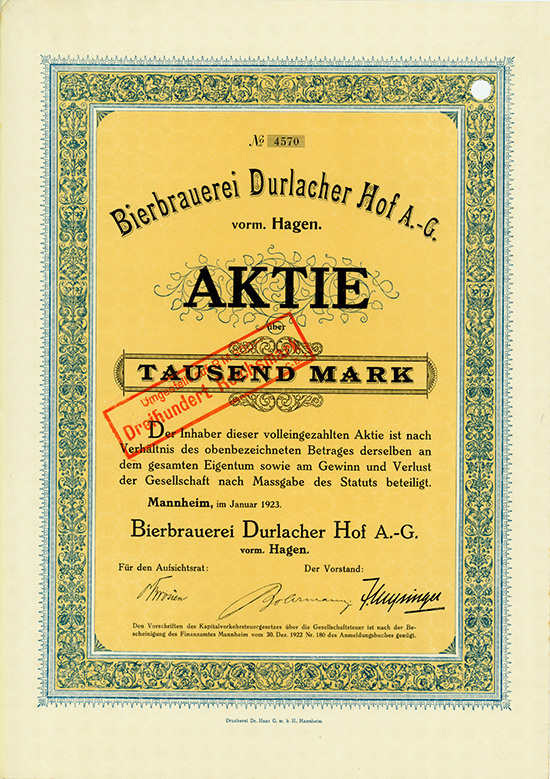 № 4570
Bierbrauerei Durlacher Hof A.-G.
vorm. Hagen.
AKTIE
über
TAUSEND MARK
Dreihundert Reichsmark
Der Inhaber dieser volleingezahlten Aktie ist nach
Verhältnis des obenbezeichneten Betrages derselben an
dem gesamten Eigentum sowie am Gewinn und Verlust
der Gesellschaft nach Massgabe des Statuts beteiligt.
Mannheim, im Januar 1923.
Bierbrauerei Durlacher Hof A.-G.
vorm. Hagen.
Für den Aufsichtsrat: Der Vorstand:
Den Vorschriften des Kapitalverkehrsteuergesetzes über die Gesellschaftsteuer ist nach der Be-
scheinigung des Finanzamtes Mannheim vom 30. Dez. 1922 Nr. 180 des Anmeldungsbuches genügt.
Druckerei Dr. Haas G. m. b H., Mannheim